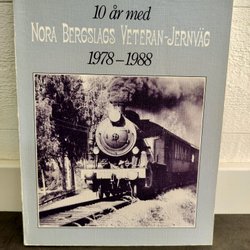 10 år med
NORA BERGSLAGS VETERAN-JERNVÄG
1978–1988